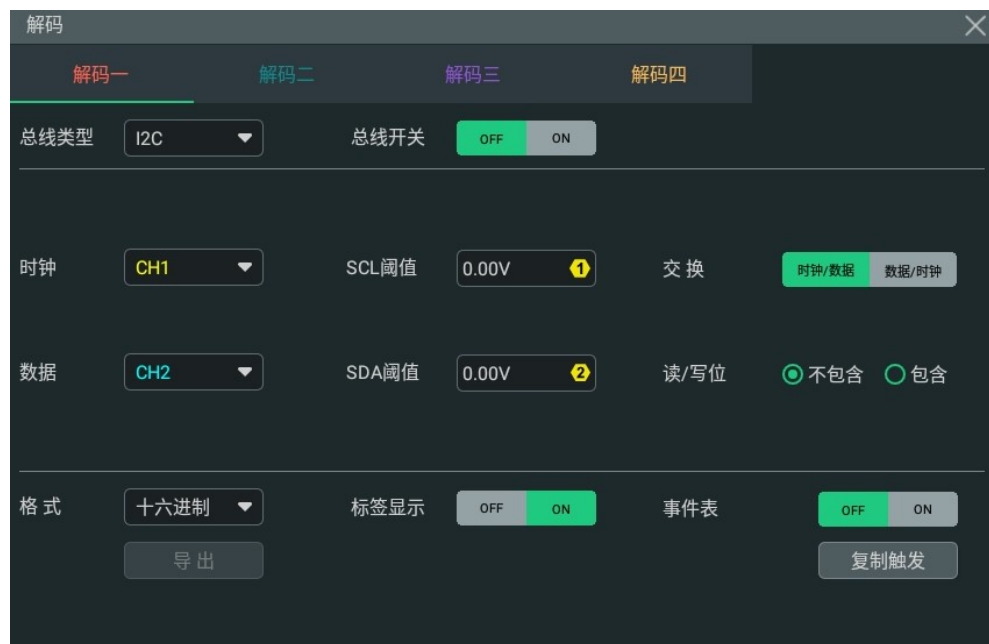 解码
解码一 解码二 解码三 解码四
总线类型 I2C 总线开关 OFF ON
时钟 CH1 SCL阈值 0.00V 1 交换 时钟/数据 数据/时钟
数据 CH2 SDA阈值 0.00V 2 读/写位 不包含 包含
格式 十六进制 标签显示 OFF ON 事件表 OFF ON
导出 复制触发